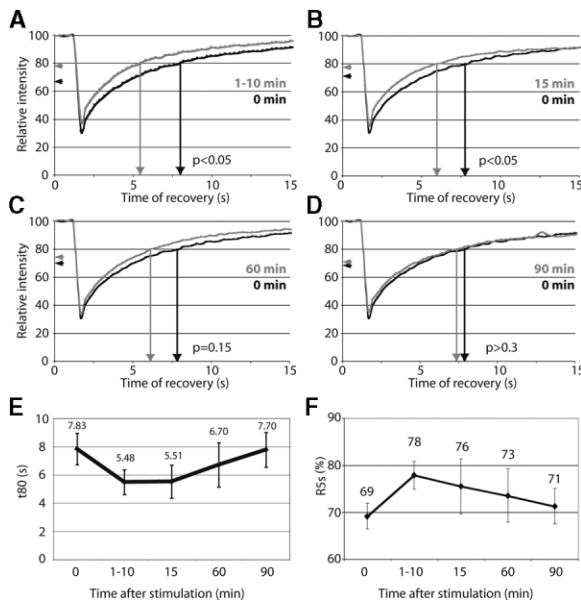 A
Relative intensity
100
80
60
40
20
0
1-10 min
0 min
p<0.05
0
5
10
15
Time of recovery (s)
B
100
80
60
40
20
0
15 min
0 min
p<0.05
0
5
10
15
Time of recovery (s)
C
Relative intensity
100
80
60
40
20
0
60 min
0 min
p=0.15
0
5
10
15
Time of recovery (s)
D
100
80
60
40
20
0
90 min
0 min
p>0.3
0
5
10
15
Time of recovery (s)
E
t80 (s)
10
8
6
4
2
0
7.83
5.48
5.51
6.70
7.70
0 1-10 15 60 90
Time after stimulation (min)
F
R5s (%)
90
80
70
60
69
78
76
73
71
0 1-10 15 60 90
Time after stimulation (min)